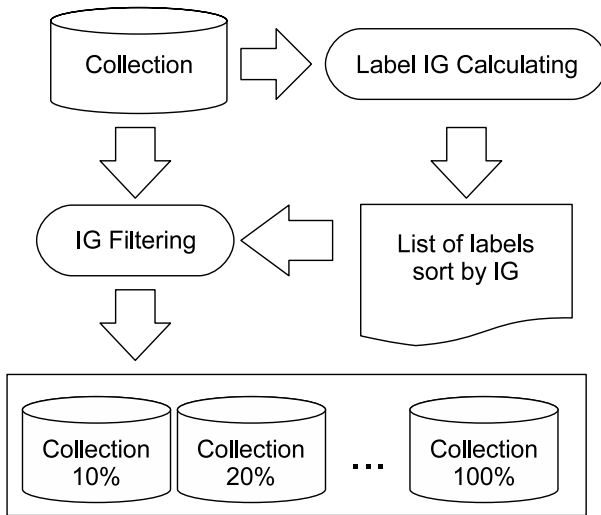 Collection
Label IG Calculating
IG Filtering
List of labels
sort by IG
Collection
10%
Collection
20%
...
Collection
100%